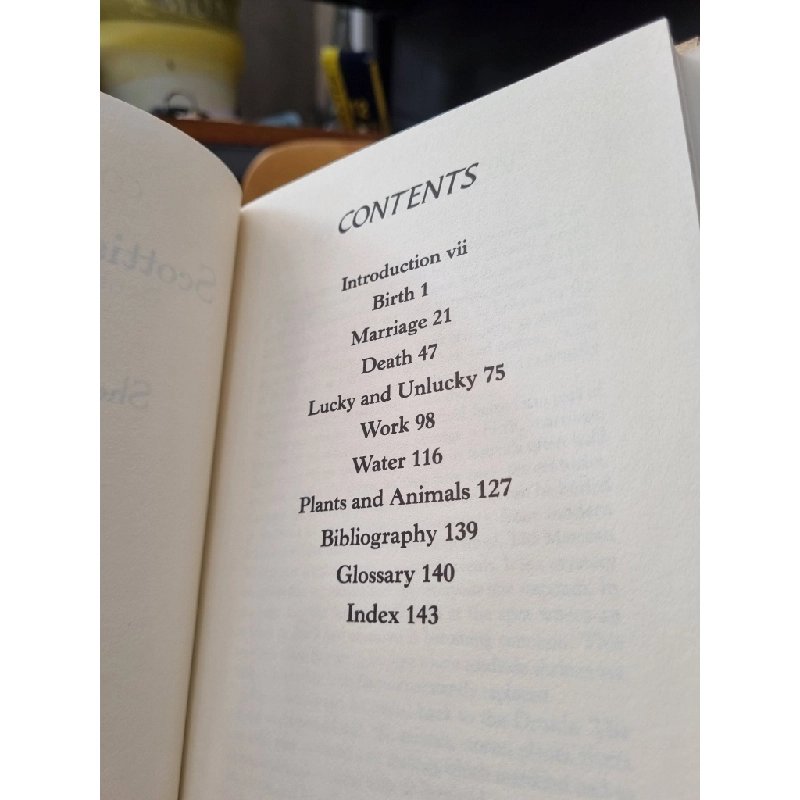 CONTENTS
Introduction vii
Birth 1
Marriage 21
Death 47
Lucky and Unlucky 75
Work 98
Water 116
Plants and Animals 127
Bibliography 139
Glossary 140
Index 143